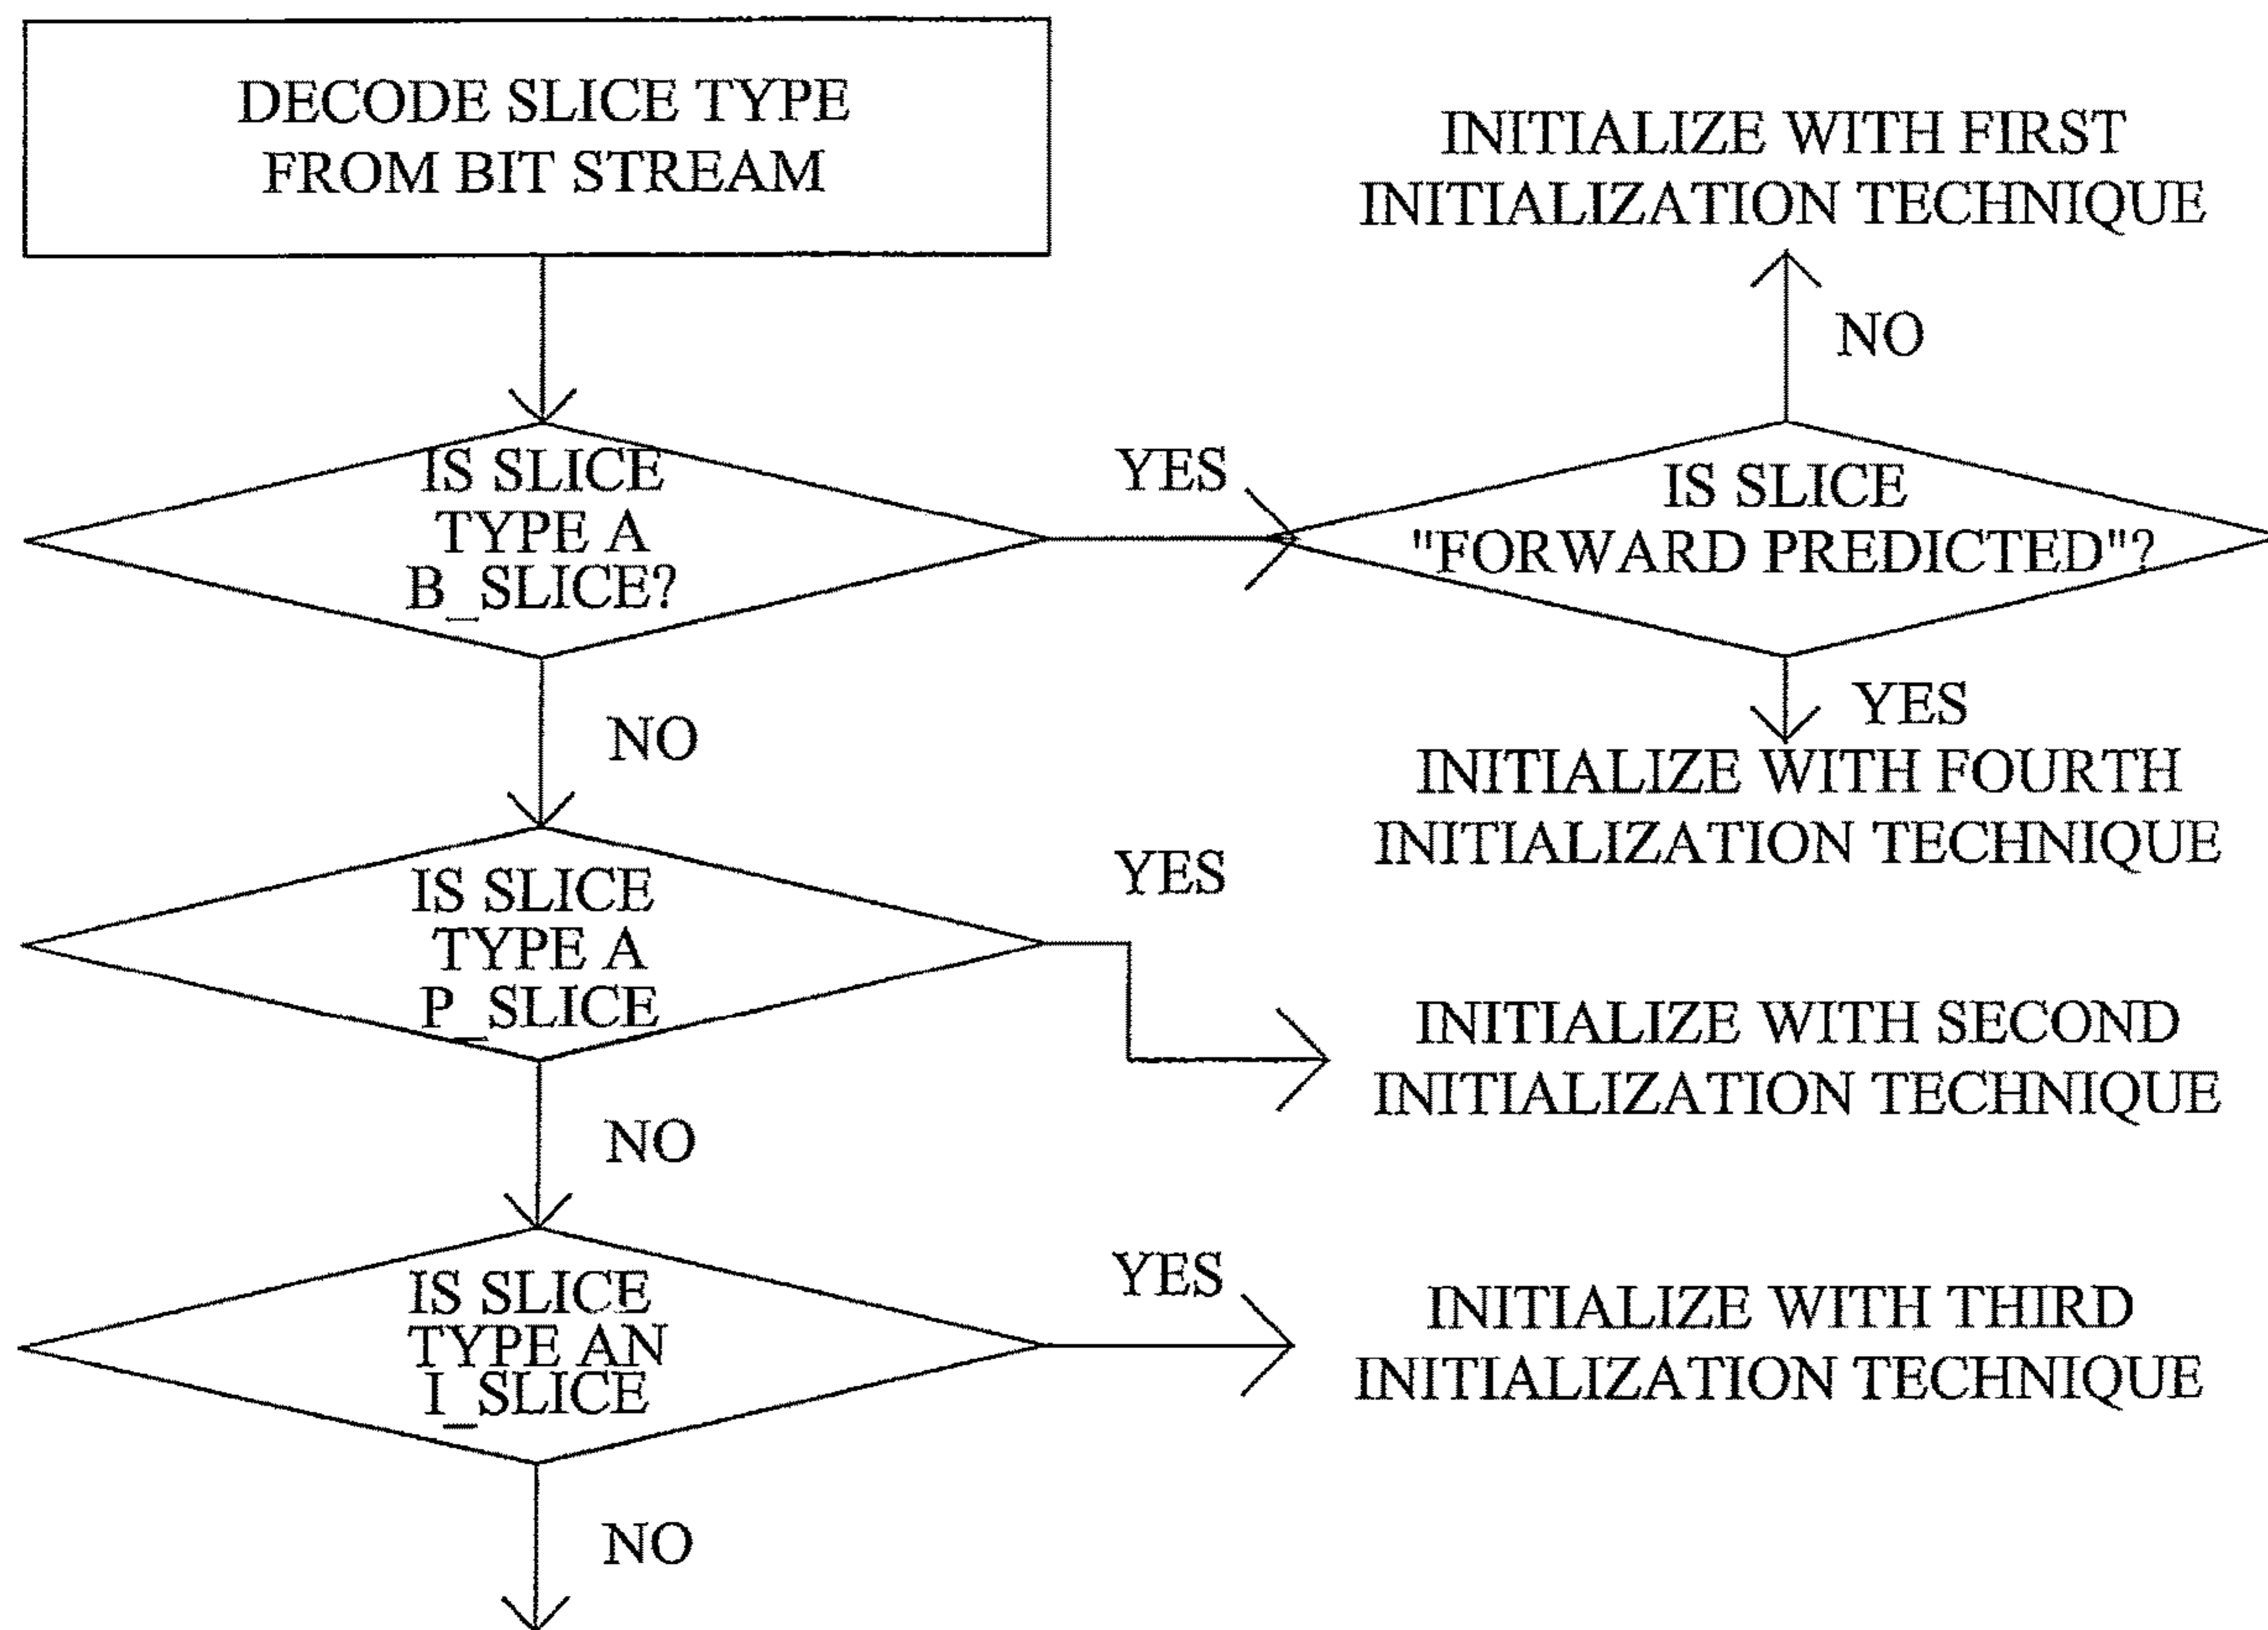 DECODE SLICE TYPE
FROM BIT STREAM
INITIALIZE WITH FIRST
INITIALIZATION TECHNIQUE
NO
IS SLICE
TYPE A
B_SLICE?
YES
IS SLICE
"FORWARD PREDICTED"?
YES
INITIALIZE WITH FOURTH
INITIALIZATION TECHNIQUE
NO
IS SLICE
TYPE A
P_SLICE
YES
INITIALIZE WITH SECOND
INITIALIZATION TECHNIQUE
NO
IS SLICE
TYPE AN
I_SLICE
YES
INITIALIZE WITH THIRD
INITIALIZATION TECHNIQUE
NO